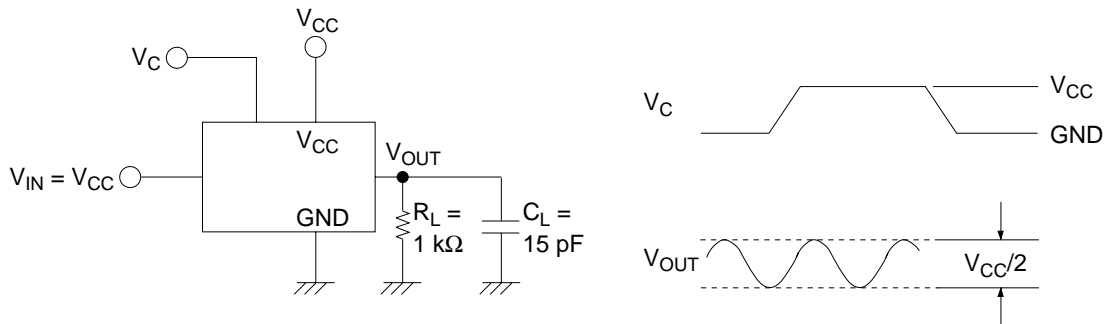 V_CC
V_C
V_CC
V_OUT
V_IN = V_CC
GND
R_L =
1 kΩ
C_L =
15 pF
V_C
V_CC
GND
V_OUT
V_CC/2